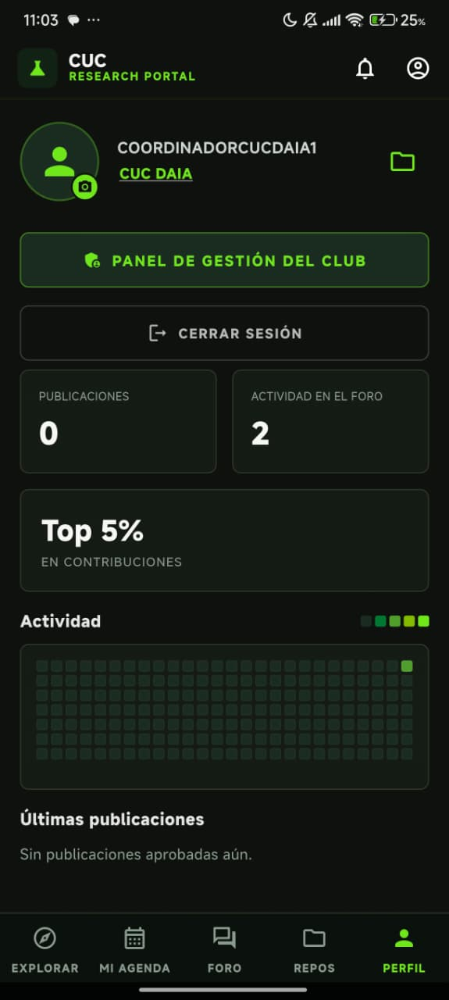 11:03
25%
CUC
RESEARCH PORTAL
COORDINADORCUCDAIA1
CUC DAIA
PANEL DE GESTIÓN DEL CLUB
CERRAR SESIÓN
PUBLICACIONES
0
ACTIVIDAD EN EL FORO
2
Top 5%
EN CONTRIBUCIONES
Actividad
Últimas publicaciones
Sin publicaciones aprobadas aún.
EXPLORAR
MI AGENDA
FORO
REPOS
PERFIL